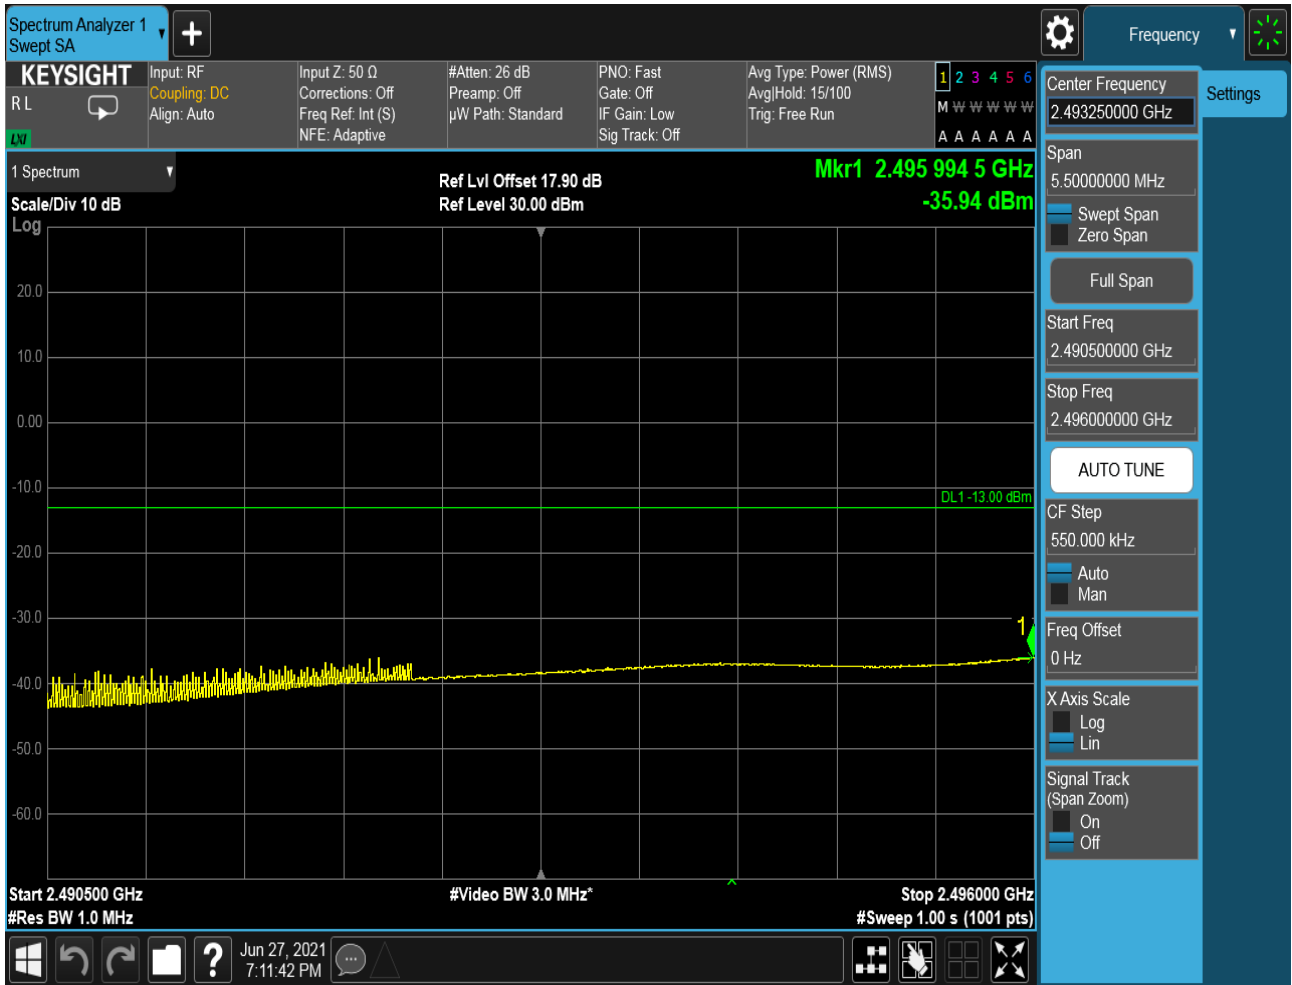 Spectrum Analyzer 1
Swept SA
Frequency
KEYSIGHT
R L
LXI
Input: RF
Coupling: DC
Align: Auto
Input Z: 50 Ω
Corrections: Off
Freq Ref: Int (S)
NFE: Adaptive
#Atten: 26 dB
Preamp: Off
µW Path: Standard
PNO: Fast
Gate: Off
IF Gain: Low
Sig Track: Off
Avg Type: Power (RMS)
Avg|Hold: 15/100
Trig: Free Run
1 2 3 4 5 6
M W W W W W
A A A A A A
1 Spectrum
Scale/Div 10 dB
Log
Ref Lvl Offset 17.90 dB
Ref Level 30.00 dBm
Mkr1 2.495 994 5 GHz
-35.94 dBm
20.0
10.0
0.00
-10.0
DL1 -13.00 dBm
-20.0
-30.0
1
-40.0
-50.0
-60.0
Start 2.490500 GHz
#Res BW 1.0 MHz
#Video BW 3.0 MHz*
Stop 2.496000 GHz
#Sweep 1.00 s (1001 pts)
Jun 27, 2021
7:11:42 PM
Center Frequency
2.493250000 GHz
Settings
Span
5.50000000 MHz
Swept Span
Zero Span
Full Span
Start Freq
2.490500000 GHz
Stop Freq
2.496000000 GHz
AUTO TUNE
CF Step
550.000 kHz
Auto
Man
Freq Offset
0 Hz
X Axis Scale
Log
Lin
Signal Track
(Span Zoom)
On
Off